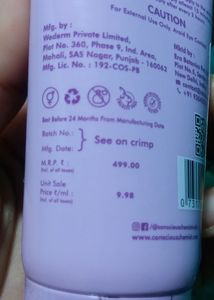 CAUTION
For External Use Only. Avoid Eye Con
Mfg. by :
Wederm Private Limited,
Plot No. 360, Phase 9, Ind. Area,
Mohali, SAS Nagar, Punjab - 160062
Mfg. Lic. No. : 192-COS-PB
Best Before 24 Months From Manufacturing Date
Batch No. :
Mfg. Date: } See on crimp
M.R.P. ₹ : 499.00
(Incl. of all taxes)
Unit Sale
Price ₹/ml : 9.98
(Incl. of all taxes)
@consciouschemist
www.consciouschemist.com